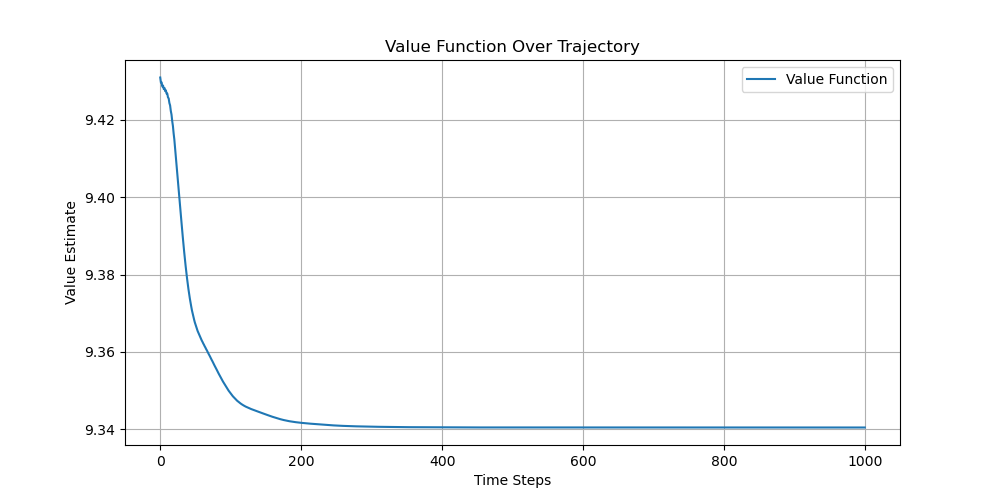 Value Function Over Trajectory
Value Function
9.42
9.40
9.38
9.36
9.34
Value Estimate
0 200 400 600 800 1000
Time Steps